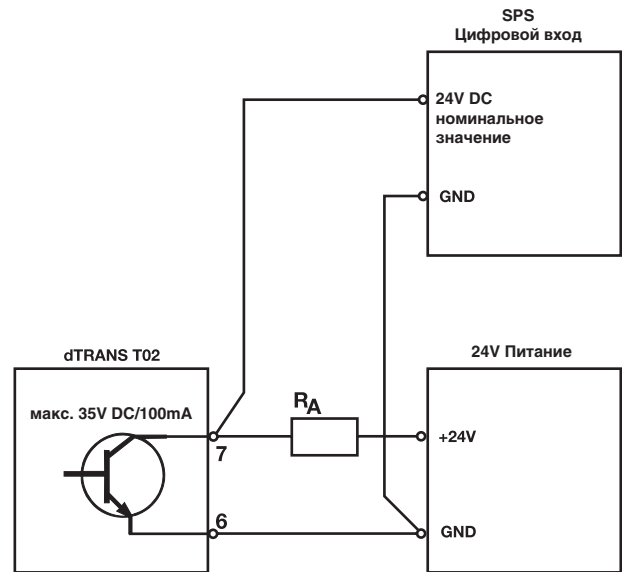 SPS
Цифровой вход
24V DC
номинальное
значение
GND
dTRANS T02
24V Питание
макс. 35V DC/100mA
RA
7
+24V
6
GND